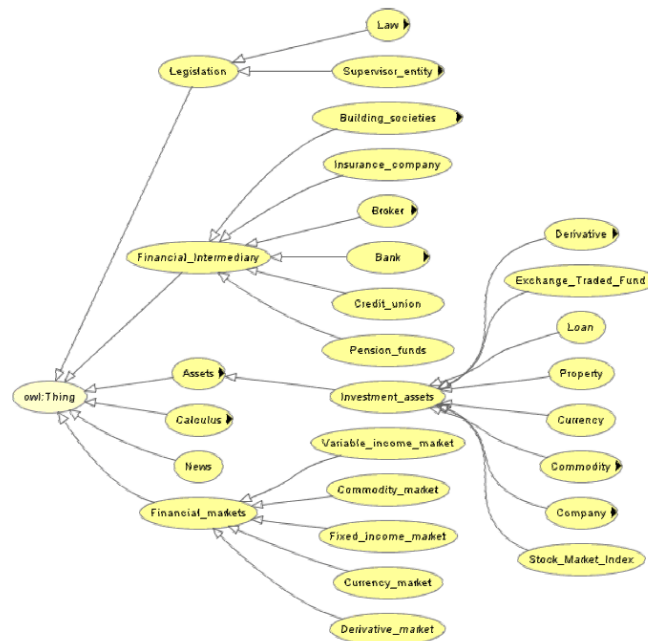 Law
Legislation
Supervisor_entity
Building_societies
Insurance_company
Broker
Derivative
Financial_Intermediary
Bank
Exchange_Traded_Fund
Credit_union
Loan
Pension_funds
Assets
Property
owl:Thing
Investment_assets
Calculus
Currency
Variable_income_market
News
Commodity
Commodity_market
Financial_markets
Company
Fixed_income_market
Stock_Market_Index
Currency_market
Derivative_market